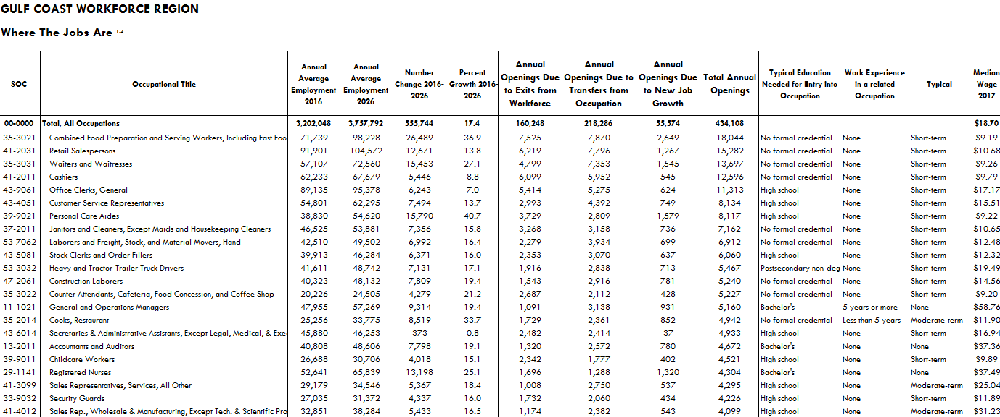 GULF COAST WORKFORCE REGION
Where The Jobs Are 1,2
SOC Occupational Title Annual Average Employment 2016 Annual Average Employment 2026 Number Change 2016-2026 Percent Growth 2016-2026 Annual Openings Due to Exits from Workforce Annual Openings Due to Transfers from Occupation Annual Openings Due to New Job Growth Total Annual Openings Typical Education Needed for Entry into Occupation Work Experience in a related Occupation Typical Median Wage 2017
00-0000 Total, All Occupations 3,202,048 3,757,792 555,744 17.4 160,248 218,286 55,574 434,108 $18.70
35-3021 Combined Food Preparation and Serving Workers, Including Fast Foo 71,739 98,228 26,489 36.9 7,525 7,870 2,649 18,044 No formal credential None Short-term $9.19
41-2031 Retail Salespersons 91,901 104,572 12,671 13.8 6,219 7,796 1,267 15,282 No formal credential None Short-term $10.68
35-3031 Waiters and Waitresses 57,107 72,560 15,453 27.1 4,799 7,353 1,545 13,697 No formal credential None Short-term $9.26
41-2011 Cashiers 62,233 67,679 5,446 8.8 6,099 5,952 545 12,596 No formal credential None Short-term $9.79
43-9061 Office Clerks, General 89,135 95,378 6,243 7.0 5,414 5,275 624 11,313 High school None Short-term $17.17
43-4051 Customer Service Representatives 54,801 62,295 7,494 13.7 2,993 4,392 749 8,134 High school None Short-term $15.51
39-9021 Personal Care Aides 38,830 54,620 15,790 40.7 3,729 2,809 1,579 8,117 High school None Short-term $9.22
37-2011 Janitors and Cleaners, Except Maids and Housekeeping Cleaners 46,525 53,881 7,356 15.8 3,268 3,158 736 7,162 No formal credential None Short-term $10.65
53-7062 Laborers and Freight, Stock, and Material Movers, Hand 42,510 49,502 6,992 16.4 2,279 3,934 699 6,912 No formal credential None Short-term $12.48
43-5081 Stock Clerks and Order Fillers 39,913 46,284 6,371 16.0 2,353 3,070 637 6,060 High school None Short-term $12.32
53-3032 Heavy and Tractor-Trailer Truck Drivers 41,611 48,742 7,131 17.1 1,916 2,838 713 5,467 Postsecondary non-deg None Short-term $19.49
47-2061 Construction Laborers 40,323 48,132 7,809 19.4 1,543 2,916 781 5,240 No formal credential None Short-term $14.56
35-3022 Counter Attendants, Cafeteria, Food Concession, and Coffee Shop 20,226 24,505 4,279 21.2 2,687 2,112 428 5,227 No formal credential None Short-term $9.20
11-1021 General and Operations Managers 47,955 57,269 9,314 19.4 1,091 3,138 931 5,160 Bachelor's 5 years or more None $58.76
35-2014 Cooks, Restaurant 25,256 33,775 8,519 33.7 1,729 2,361 852 4,942 No formal credential Less than 5 years Moderate-term $11.90
43-6014 Secretaries & Administrative Assistants, Except Legal, Medical, & Exe 45,880 46,253 373 0.8 2,482 2,414 37 4,933 High school None Short-term $16.94
13-2011 Accountants and Auditors 40,808 48,606 7,798 19.1 1,320 2,572 780 4,672 Bachelor's None None $37.36
39-9011 Childcare Workers 26,688 30,706 4,018 15.1 2,342 1,777 402 4,521 High school None Short-term $9.89
29-1141 Registered Nurses 52,641 65,839 13,198 25.1 1,696 1,288 1,320 4,304 Bachelor's None None $37.49
41-3099 Sales Representatives, Services, All Other 29,179 34,546 5,367 18.4 1,008 2,750 537 4,295 High school None Moderate-term $25.04
33-9032 Security Guards 27,035 31,372 4,337 16.0 1,732 2,060 434 4,226 High school None Short-term $11.89
41-4012 Sales Rep., Wholesale & Manufacturing, Except Tech. & Scientific Pro 32,851 38,284 5,433 16.5 1,174 2,382 543 4,099 High school None Moderate-term $31.23